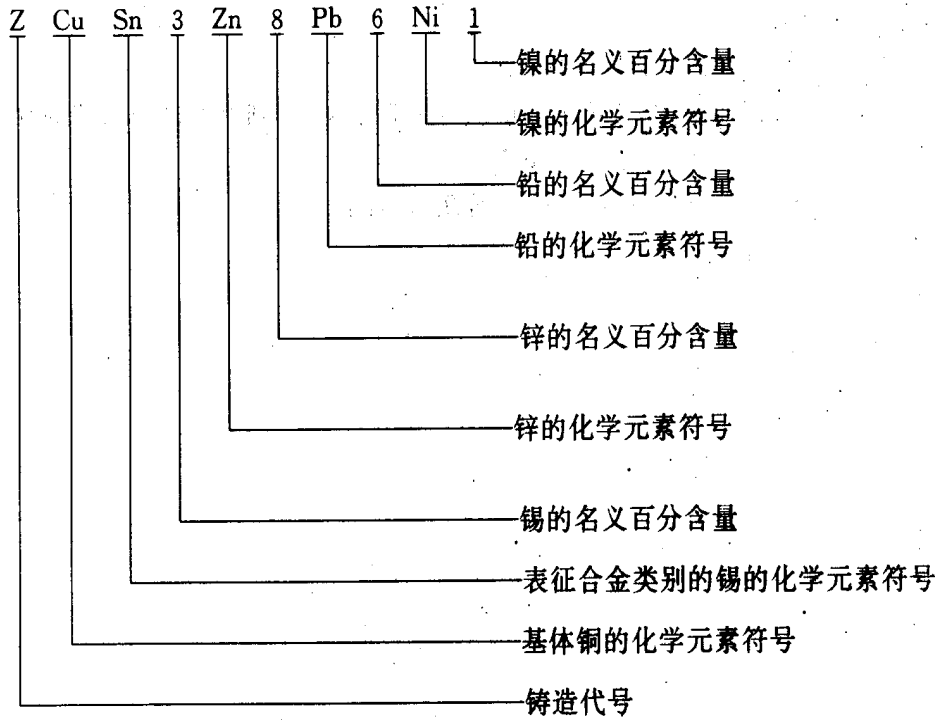 Z Cu Sn 3 Zn 8 Pb 6 Ni 1
镍的名义百分含量
镍的化学元素符号
铅的名义百分含量
铅的化学元素符号
锌的名义百分含量
锌的化学元素符号
锡的名义百分含量
表征合金类别的锡的化学元素符号
基体铜的化学元素符号
铸造代号